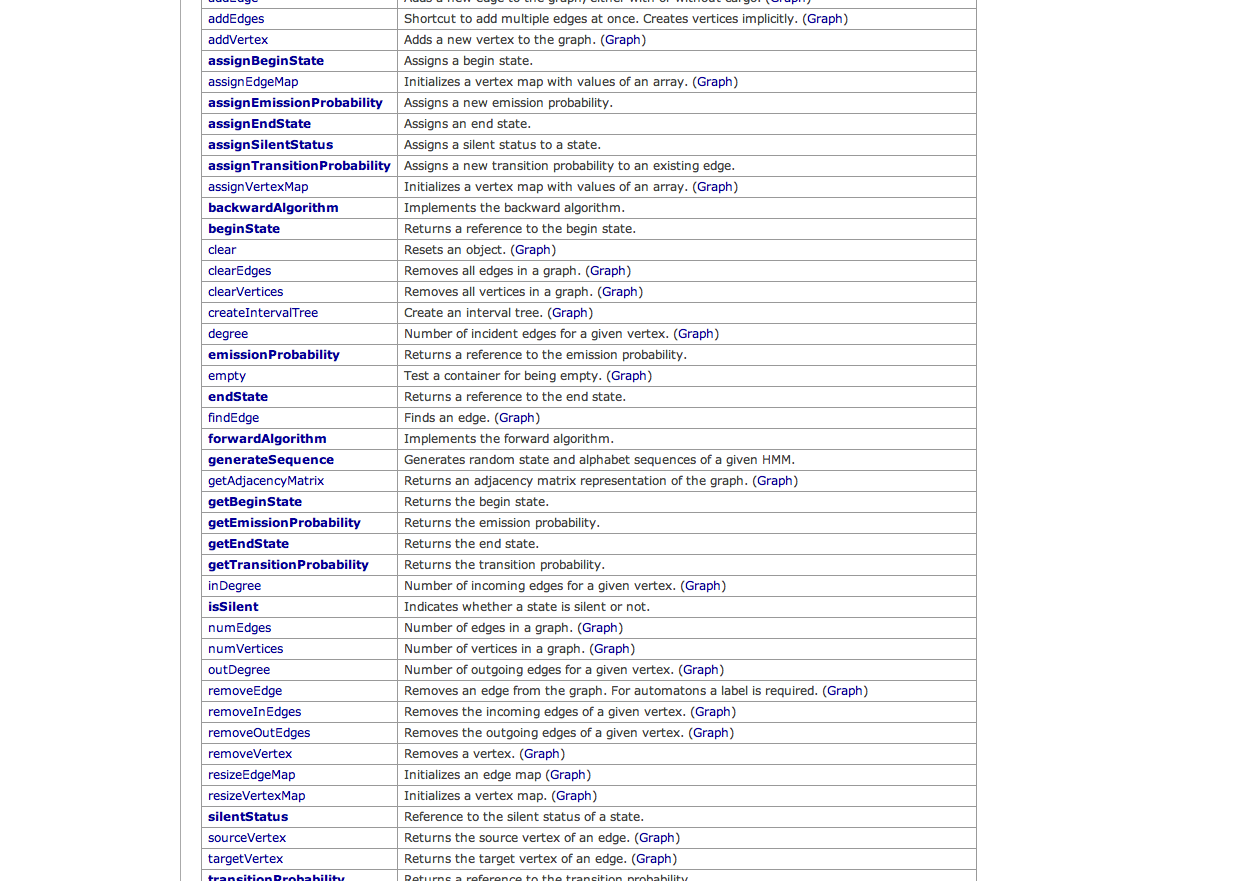 addEdge Adds a new edge to the graph, either with or without cargo. (Graph)
addEdges Shortcut to add multiple edges at once. Creates vertices implicitly. (Graph)
addVertex Adds a new vertex to the graph. (Graph)
assignBeginState Assigns a begin state.
assignEdgeMap Initializes a vertex map with values of an array. (Graph)
assignEmissionProbability Assigns a new emission probability.
assignEndState Assigns an end state.
assignSilentStatus Assigns a silent status to a state.
assignTransitionProbability Assigns a new transition probability to an existing edge.
assignVertexMap Initializes a vertex map with values of an array. (Graph)
backwardAlgorithm Implements the backward algorithm.
beginState Returns a reference to the begin state.
clear Resets an object. (Graph)
clearEdges Removes all edges in a graph. (Graph)
clearVertices Removes all vertices in a graph. (Graph)
createIntervalTree Create an interval tree. (Graph)
degree Number of incident edges for a given vertex. (Graph)
emissionProbability Returns a reference to the emission probability.
empty Test a container for being empty. (Graph)
endState Returns a reference to the end state.
findEdge Finds an edge. (Graph)
forwardAlgorithm Implements the forward algorithm.
generateSequence Generates random state and alphabet sequences of a given HMM.
getAdjacencyMatrix Returns an adjacency matrix representation of the graph. (Graph)
getBeginState Returns the begin state.
getEmissionProbability Returns the emission probability.
getEndState Returns the end state.
getTransitionProbability Returns the transition probability.
inDegree Number of incoming edges for a given vertex. (Graph)
isSilent Indicates whether a state is silent or not.
numEdges Number of edges in a graph. (Graph)
numVertices Number of vertices in a graph. (Graph)
outDegree Number of outgoing edges for a given vertex. (Graph)
removeEdge Removes an edge from the graph. For automatons a label is required. (Graph)
removeInEdges Removes the incoming edges of a given vertex. (Graph)
removeOutEdges Removes the outgoing edges of a given vertex. (Graph)
removeVertex Removes a vertex. (Graph)
resizeEdgeMap Initializes an edge map (Graph)
resizeVertexMap Initializes a vertex map. (Graph)
silentStatus Reference to the silent status of a state.
sourceVertex Returns the source vertex of an edge. (Graph)
targetVertex Returns the target vertex of an edge. (Graph)
transitionProbability Returns a reference to the transition probability.